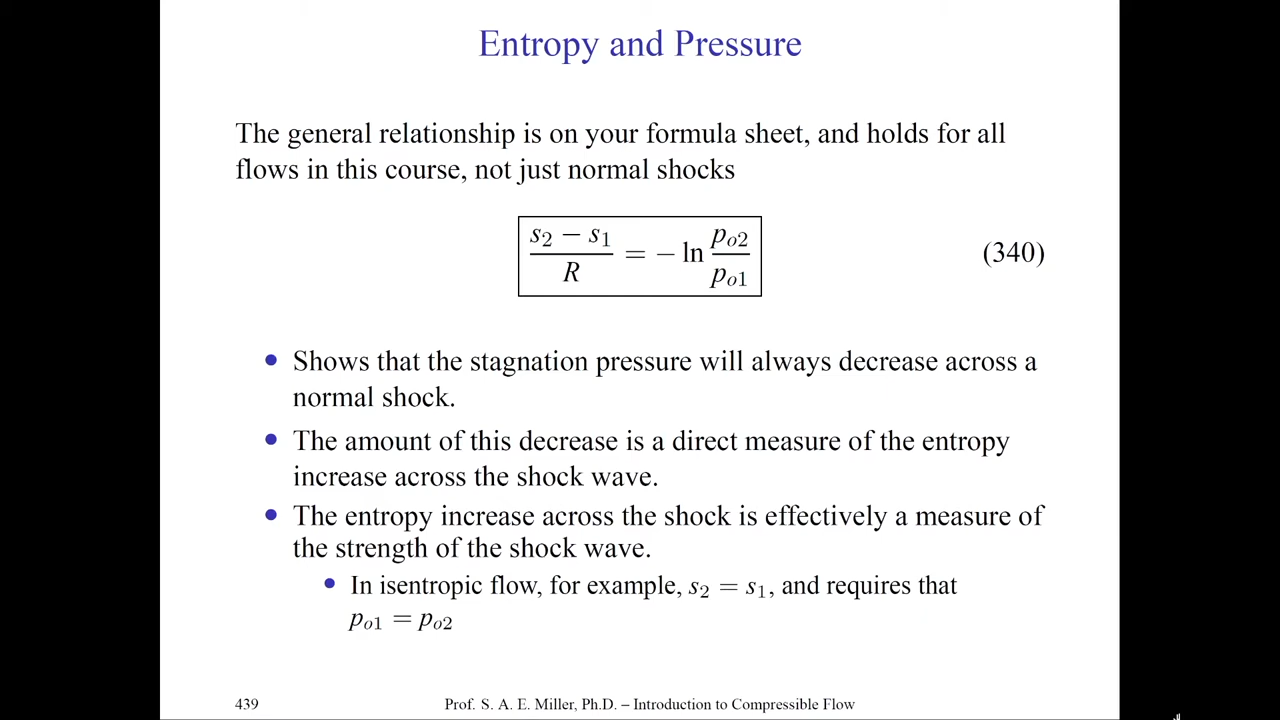 Entropy and Pressure
The general relationship is on your formula sheet, and holds for all
flows in this course, not just normal shocks
(s₂ − s₁)/R = − ln (pₒ₂/pₒ₁) (340)
• Shows that the stagnation pressure will always decrease across a
normal shock.
• The amount of this decrease is a direct measure of the entropy
increase across the shock wave.
• The entropy increase across the shock is effectively a measure of
the strength of the shock wave.
• In isentropic flow, for example, s₂ = s₁, and requires that
pₒ₁ = pₒ₂
439 Prof. S. A. E. Miller, Ph.D. – Introduction to Compressible Flow